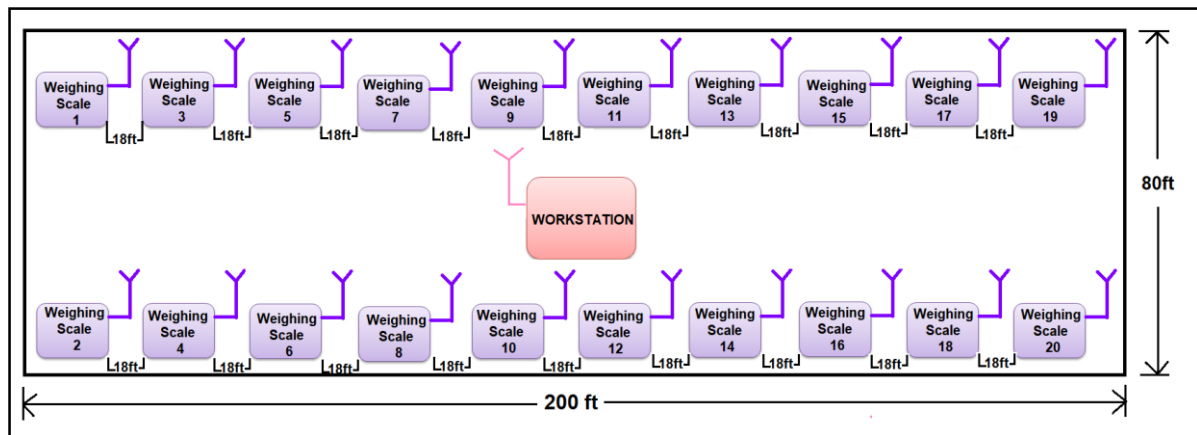 Weighing
Scale
1
Weighing
Scale
3
Weighing
Scale
5
Weighing
Scale
7
Weighing
Scale
9
Weighing
Scale
11
Weighing
Scale
13
Weighing
Scale
15
Weighing
Scale
17
Weighing
Scale
19
18ft
18ft
18ft
18ft
18ft
18ft
18ft
18ft
18ft
WORKSTATION
80ft
Weighing
Scale
2
Weighing
Scale
4
Weighing
Scale
6
Weighing
Scale
8
Weighing
Scale
10
Weighing
Scale
12
Weighing
Scale
14
Weighing
Scale
16
Weighing
Scale
18
Weighing
Scale
20
18ft
18ft
18ft
18ft
18ft
18ft
18ft
18ft
18ft
200 ft